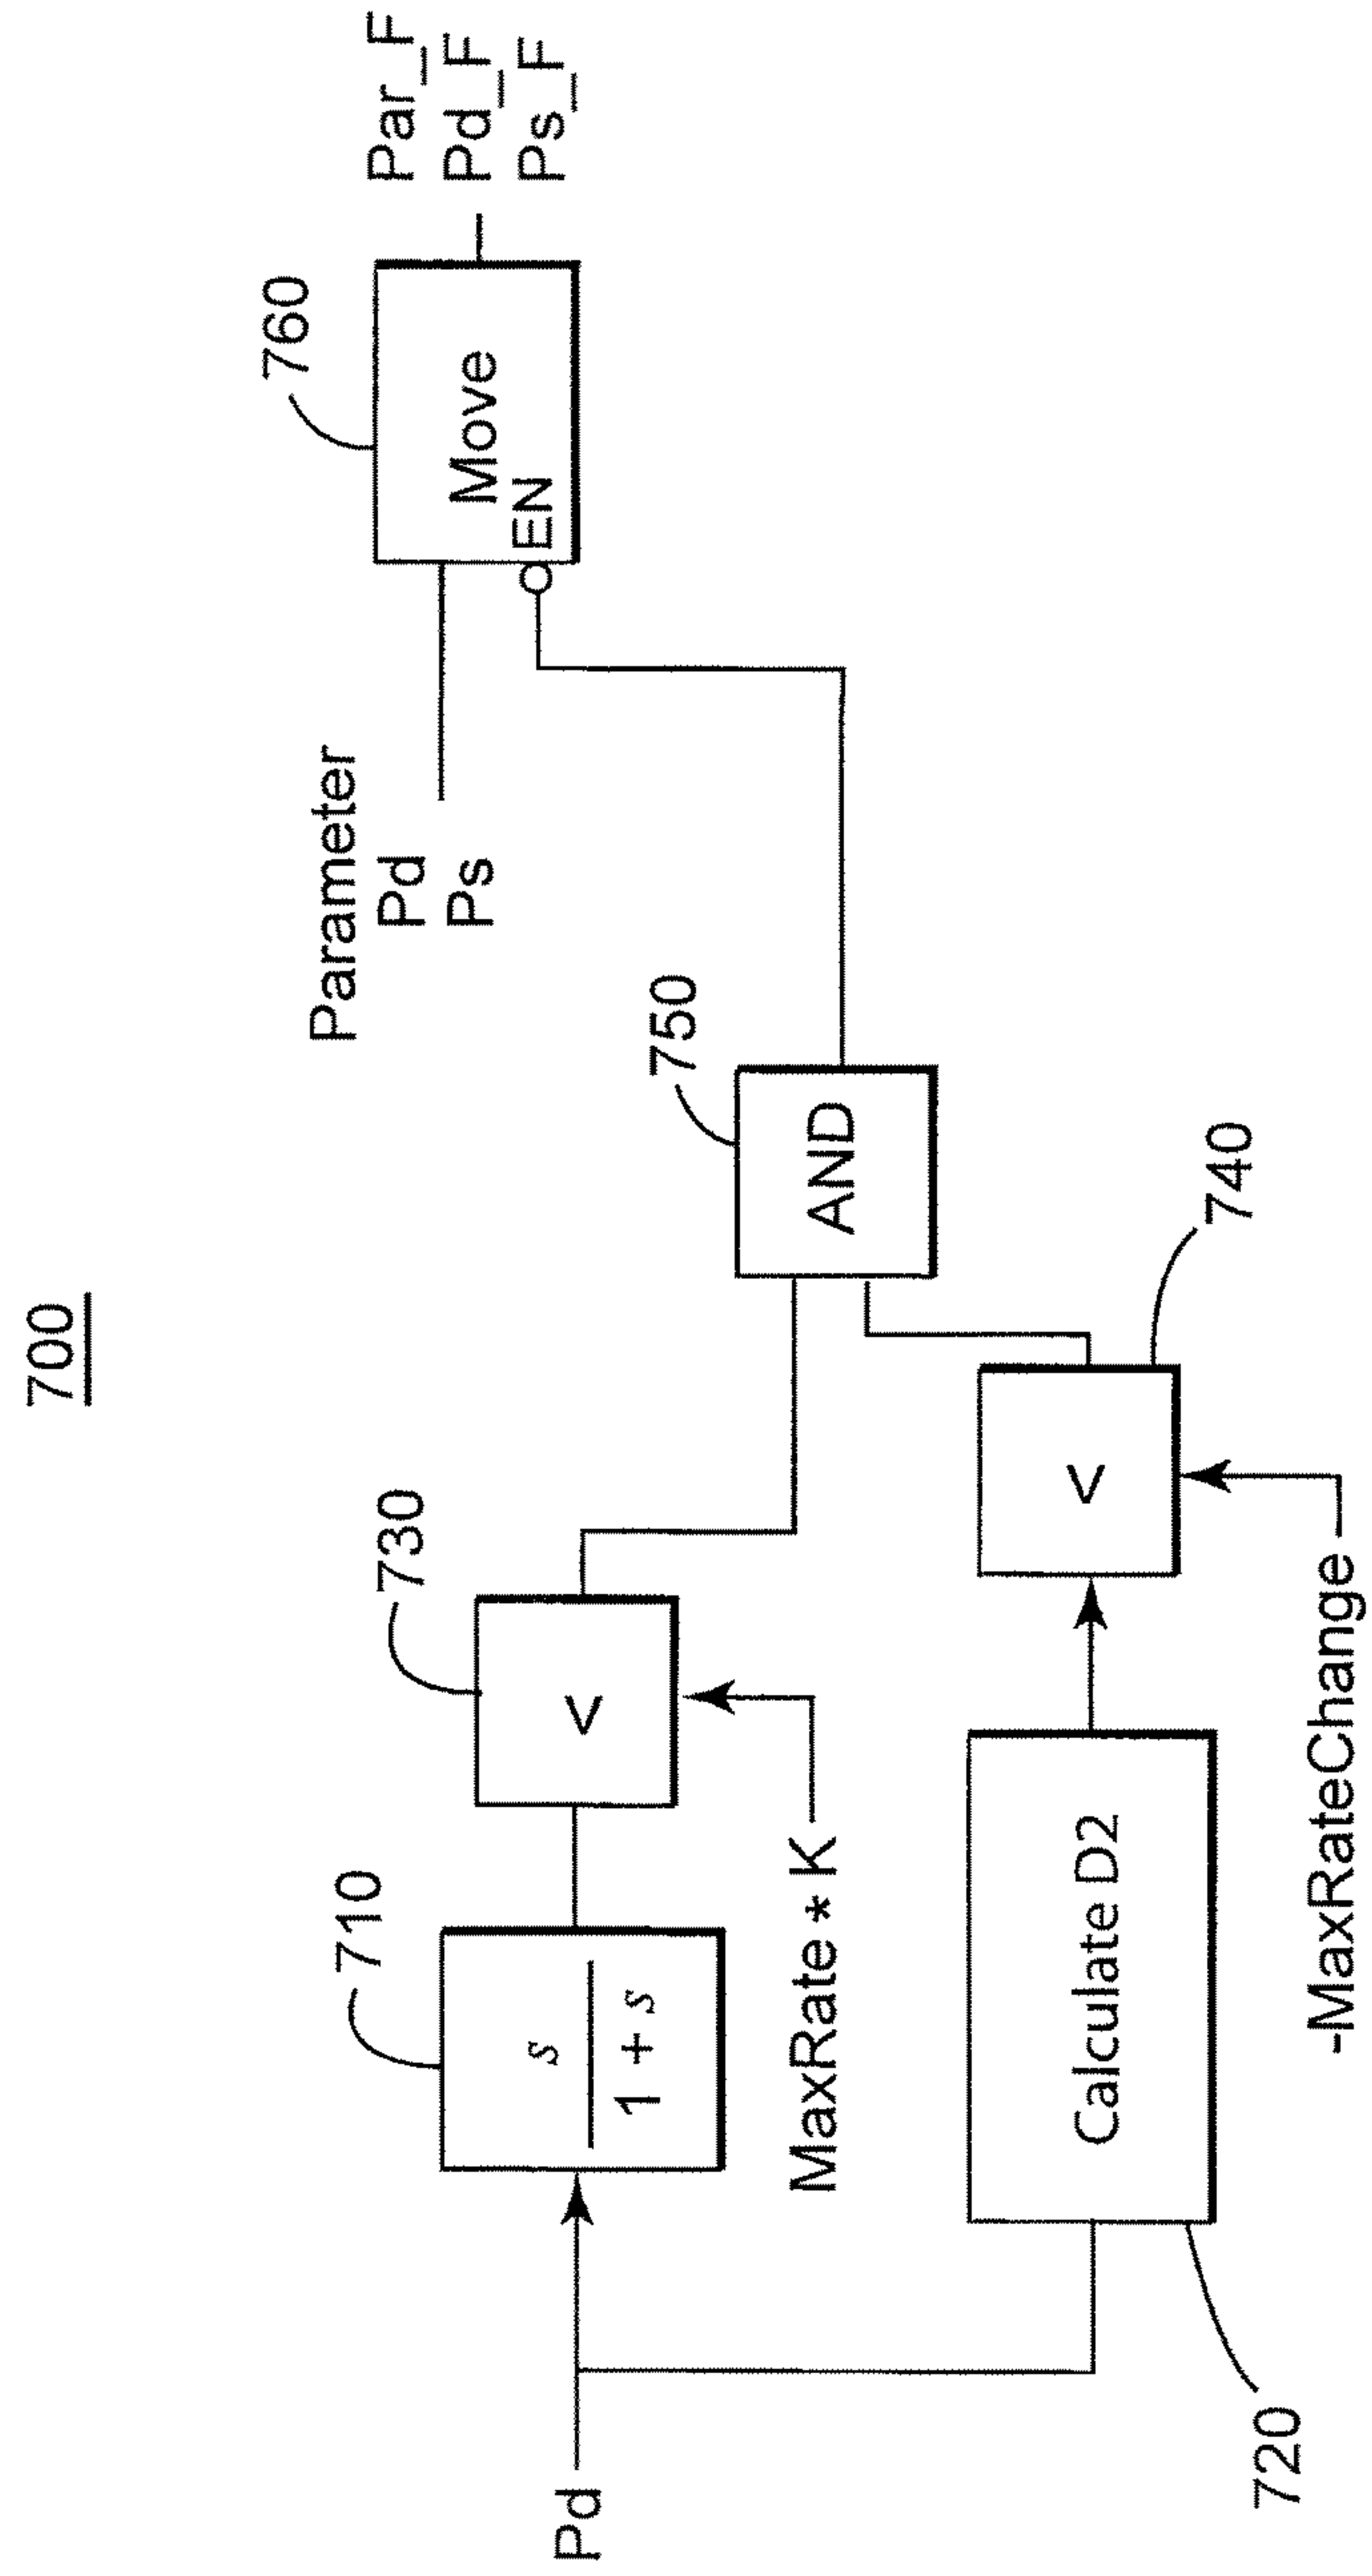 700
Pd
710
s
1 + s
730
<
MaxRate * K
720
Calculate D2
740
<
-MaxRateChange
750
AND
Parameter
Pd
Ps
760
Move
EN
Par_F
Pd_F
Ps_F